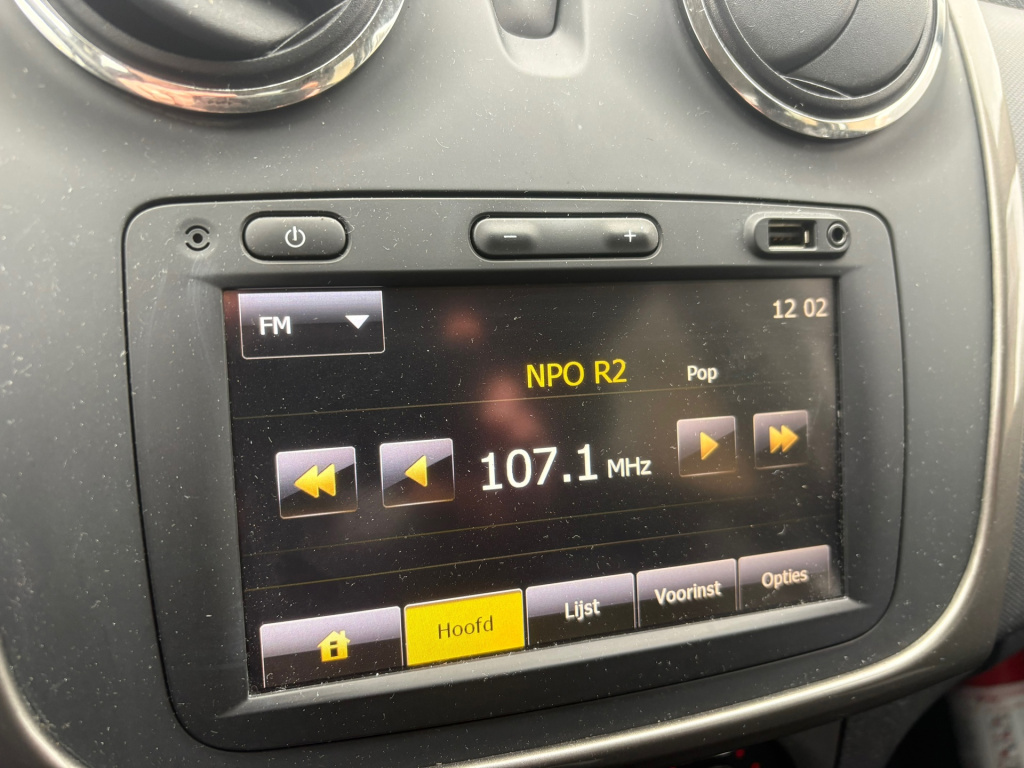 − +
FM
12 02
NPO R2 Pop
107.1 MHz
Hoofd Lijst Voorinst Opties